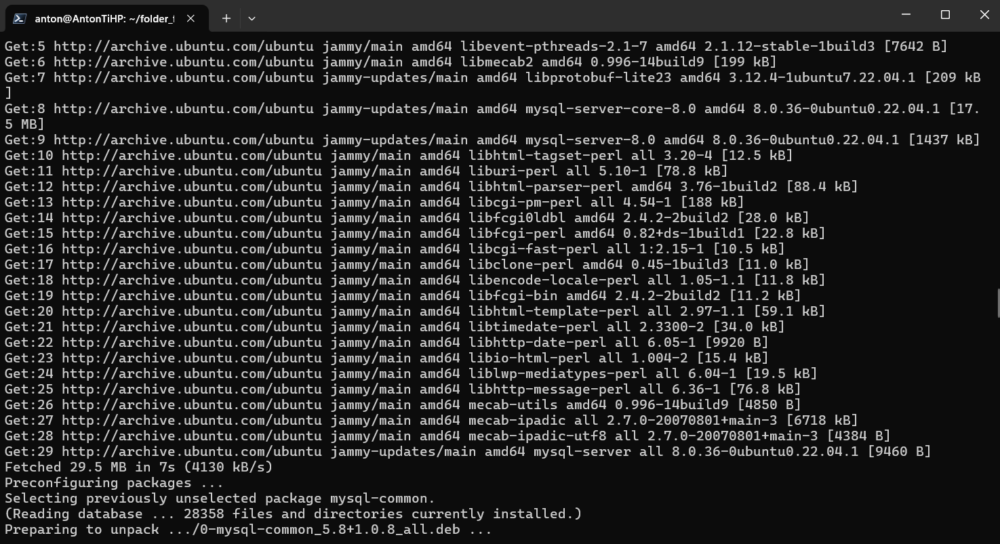 anton@AntonTiHP: ~/folder_
Get:5 http://archive.ubuntu.com/ubuntu jammy/main amd64 libevent-pthreads-2.1-7 amd64 2.1.12-stable-1build3 [7642 B]
Get:6 http://archive.ubuntu.com/ubuntu jammy/main amd64 libmecab2 amd64 0.996-14build9 [199 kB]
Get:7 http://archive.ubuntu.com/ubuntu jammy-updates/main amd64 libprotobuf-lite23 amd64 3.12.4-1ubuntu7.22.04.1 [209 kB
]
Get:8 http://archive.ubuntu.com/ubuntu jammy-updates/main amd64 mysql-server-core-8.0 amd64 8.0.36-0ubuntu0.22.04.1 [17.
5 MB]
Get:9 http://archive.ubuntu.com/ubuntu jammy-updates/main amd64 mysql-server-8.0 amd64 8.0.36-0ubuntu0.22.04.1 [1437 kB]
Get:10 http://archive.ubuntu.com/ubuntu jammy/main amd64 libhtml-tagset-perl all 3.20-4 [12.5 kB]
Get:11 http://archive.ubuntu.com/ubuntu jammy/main amd64 liburi-perl all 5.10-1 [78.8 kB]
Get:12 http://archive.ubuntu.com/ubuntu jammy/main amd64 libhtml-parser-perl amd64 3.76-1build2 [88.4 kB]
Get:13 http://archive.ubuntu.com/ubuntu jammy/main amd64 libcgi-pm-perl all 4.54-1 [188 kB]
Get:14 http://archive.ubuntu.com/ubuntu jammy/main amd64 libfcgi0ldbl amd64 2.4.2-2build2 [28.0 kB]
Get:15 http://archive.ubuntu.com/ubuntu jammy/main amd64 libfcgi-perl amd64 0.82+ds-1build1 [22.8 kB]
Get:16 http://archive.ubuntu.com/ubuntu jammy/main amd64 libcgi-fast-perl all 1:2.15-1 [10.5 kB]
Get:17 http://archive.ubuntu.com/ubuntu jammy/main amd64 libclone-perl amd64 0.45-1build3 [11.0 kB]
Get:18 http://archive.ubuntu.com/ubuntu jammy/main amd64 libencode-locale-perl all 1.05-1.1 [11.8 kB]
Get:19 http://archive.ubuntu.com/ubuntu jammy/main amd64 libfcgi-bin amd64 2.4.2-2build2 [11.2 kB]
Get:20 http://archive.ubuntu.com/ubuntu jammy/main amd64 libhtml-template-perl all 2.97-1.1 [59.1 kB]
Get:21 http://archive.ubuntu.com/ubuntu jammy/main amd64 libtimedate-perl all 2.3300-2 [34.0 kB]
Get:22 http://archive.ubuntu.com/ubuntu jammy/main amd64 libhttp-date-perl all 6.05-1 [9920 B]
Get:23 http://archive.ubuntu.com/ubuntu jammy/main amd64 libio-html-perl all 1.004-2 [15.4 kB]
Get:24 http://archive.ubuntu.com/ubuntu jammy/main amd64 liblwp-mediatypes-perl all 6.04-1 [19.5 kB]
Get:25 http://archive.ubuntu.com/ubuntu jammy/main amd64 libhttp-message-perl all 6.36-1 [76.8 kB]
Get:26 http://archive.ubuntu.com/ubuntu jammy/main amd64 mecab-utils amd64 0.996-14build9 [4850 B]
Get:27 http://archive.ubuntu.com/ubuntu jammy/main amd64 mecab-ipadic all 2.7.0-20070801+main-3 [6718 kB]
Get:28 http://archive.ubuntu.com/ubuntu jammy/main amd64 mecab-ipadic-utf8 all 2.7.0-20070801+main-3 [4384 B]
Get:29 http://archive.ubuntu.com/ubuntu jammy-updates/main amd64 mysql-server all 8.0.36-0ubuntu0.22.04.1 [9460 B]
Fetched 29.5 MB in 7s (4130 kB/s)
Preconfiguring packages ...
Selecting previously unselected package mysql-common.
(Reading database ... 28358 files and directories currently installed.)
Preparing to unpack .../0-mysql-common_5.8+1.0.8_all.deb ...